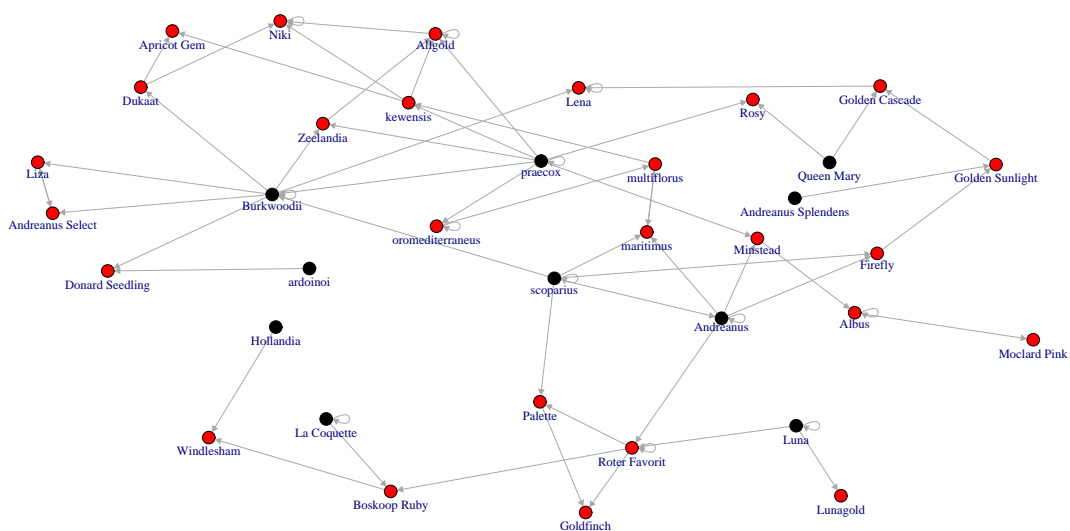 Niki
Apricot Gem
Allgold
Dukaat
Lena
Golden Cascade
Rosy
kewensis
Zeelandia
Liza
praecox
multiflorus
Queen Mary
Golden Sunlight
Burkwoodii
Andreanus Splendens
Andreanus Select
oromediterraneus
maritimus
Minstead
Firefly
Donard Seedling
ardoinoi
scoparius
Andreanus
Albus
Hollandia
Moclard Pink
Palette
La Coquette
Luna
Windlesham
Roter Favorit
Boskoop Ruby
Lunagold
Goldfinch